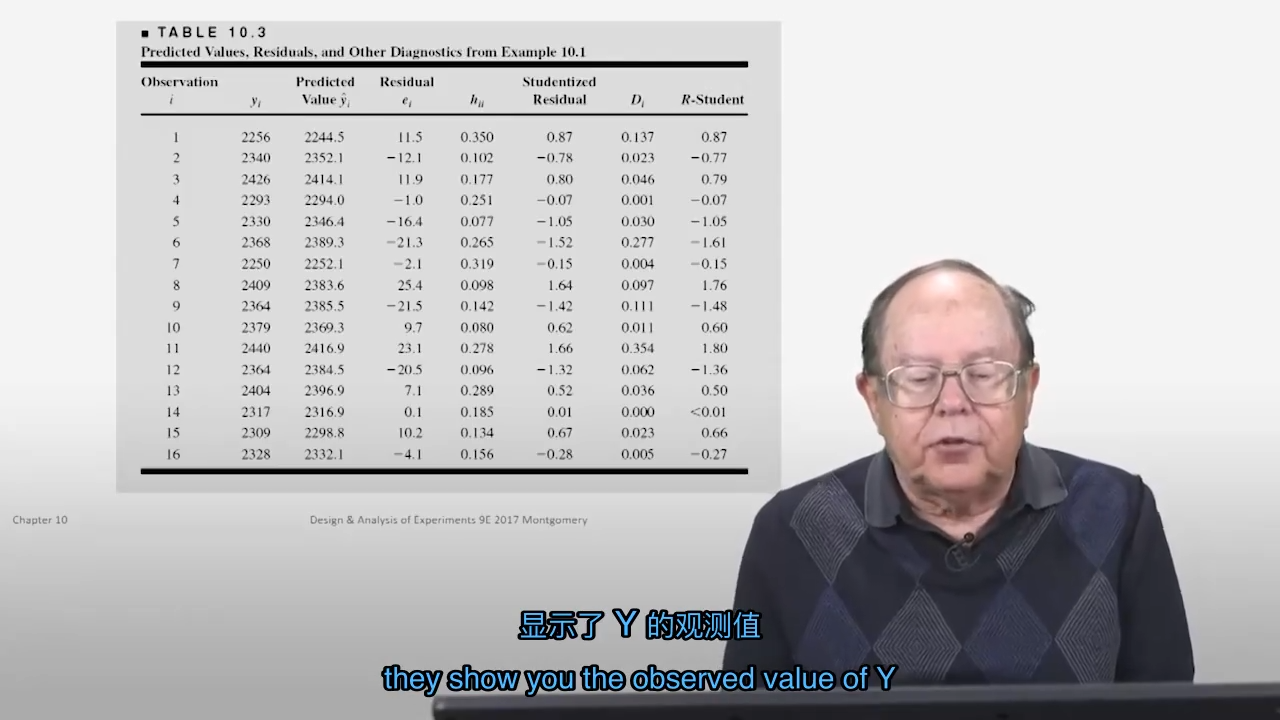 ■ TABLE 10.3
Predicted Values, Residuals, and Other Diagnostics from Example 10.1
Observation Predicted Residual Studentized
i yᵢ Value ŷᵢ eᵢ hᵢᵢ Residual Dᵢ R-Student
1 2256 2244.5 11.5 0.350 0.87 0.137 0.87
2 2340 2352.1 −12.1 0.102 −0.78 0.023 −0.77
3 2426 2414.1 11.9 0.177 0.80 0.046 0.79
4 2293 2294.0 −1.0 0.251 −0.07 0.001 −0.07
5 2330 2346.4 −16.4 0.077 −1.05 0.030 −1.05
6 2368 2389.3 −21.3 0.265 −1.52 0.277 −1.61
7 2250 2252.1 −2.1 0.319 −0.15 0.004 −0.15
8 2409 2383.6 25.4 0.098 1.64 0.097 1.76
9 2364 2385.5 −21.5 0.142 −1.42 0.111 −1.48
10 2379 2369.3 9.7 0.080 0.62 0.011 0.60
11 2440 2416.9 23.1 0.278 1.66 0.354 1.80
12 2364 2384.5 −20.5 0.096 −1.32 0.062 −1.36
13 2404 2396.9 7.1 0.289 0.52 0.036 0.50
14 2317 2316.9 0.1 0.185 0.01 0.000 <0.01
15 2309 2298.8 10.2 0.134 0.67 0.023 0.66
16 2328 2332.1 −4.1 0.156 −0.28 0.005 −0.27
Chapter 10 Design & Analysis of Experiments 9E 2017 Montgomery
显示了 Y 的观测值
they show you the observed value of Y